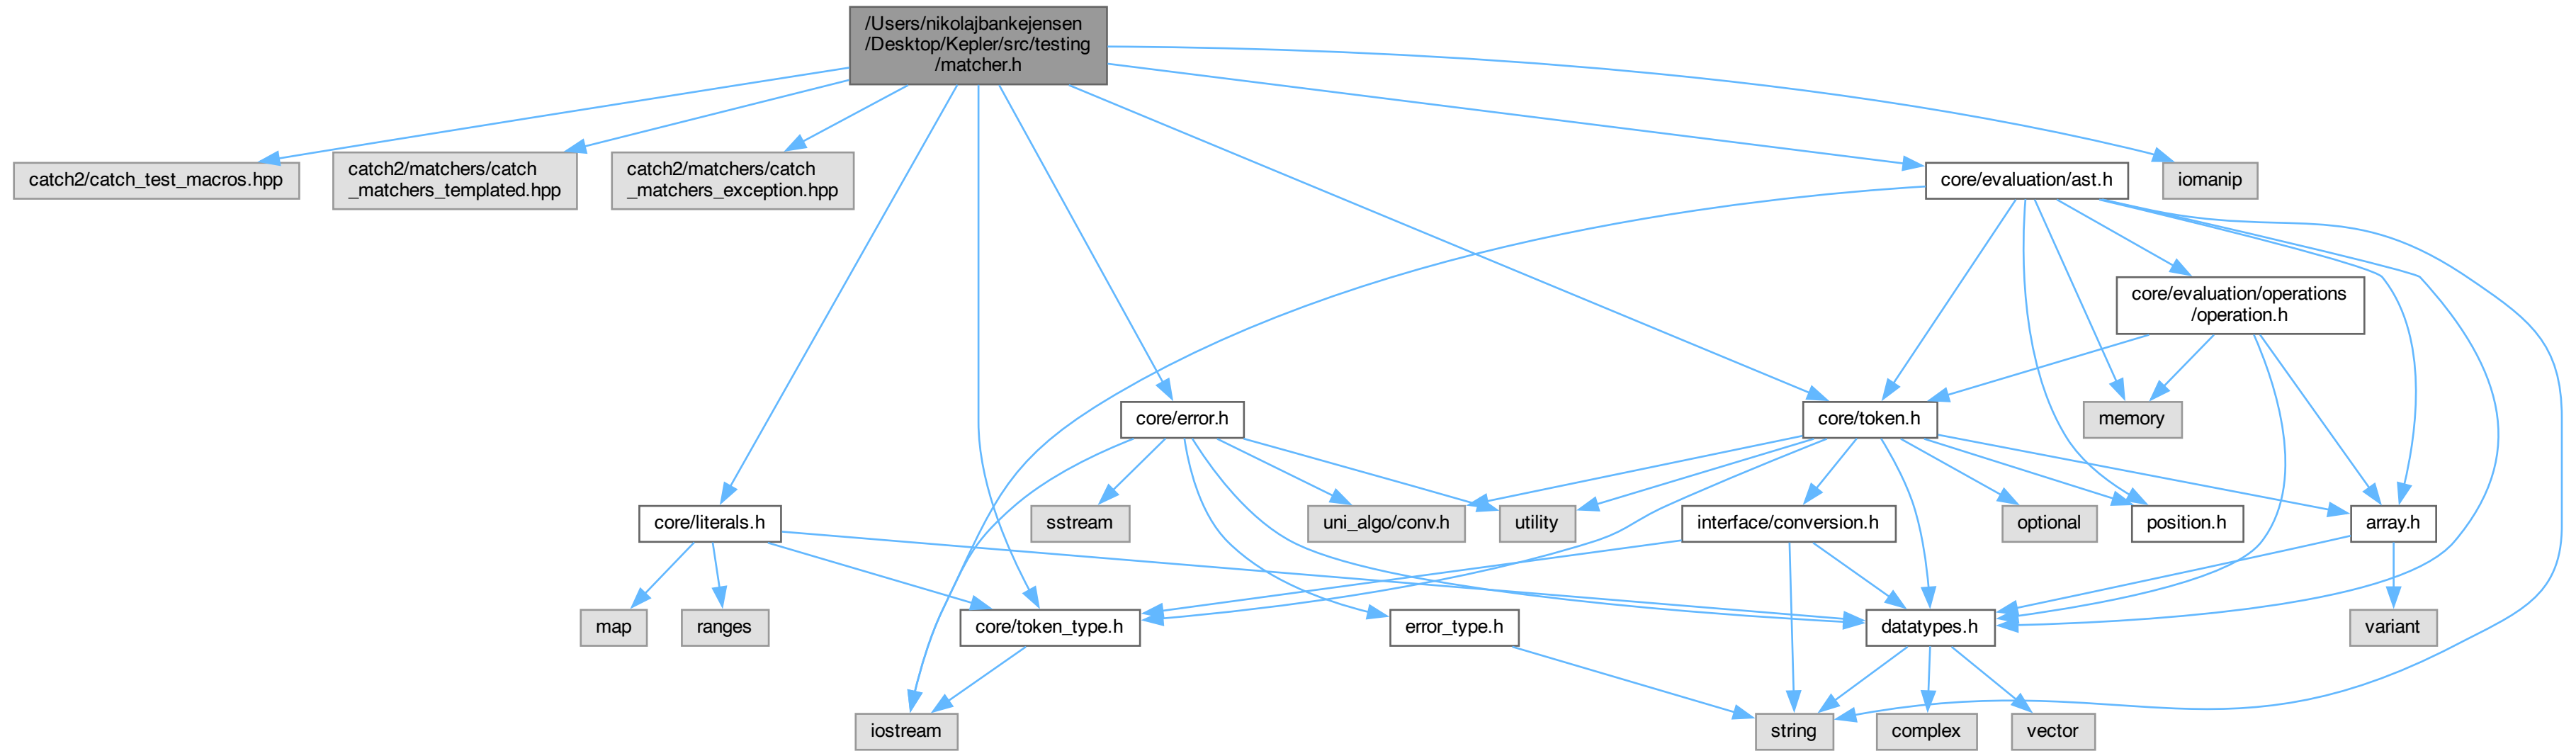 /Users/nikolajbankejensen
/Desktop/Kepler/src/testing
/matcher.h
catch2/catch_test_macros.hpp
catch2/matchers/catch
_matchers_templated.hpp
catch2/matchers/catch
_matchers_exception.hpp
core/evaluation/ast.h
iomanip
core/evaluation/operations
/operation.h
core/error.h
core/token.h
memory
core/literals.h
sstream
uni_algo/conv.h
utility
interface/conversion.h
optional
position.h
array.h
map
ranges
core/token_type.h
error_type.h
datatypes.h
variant
iostream
string
complex
vector